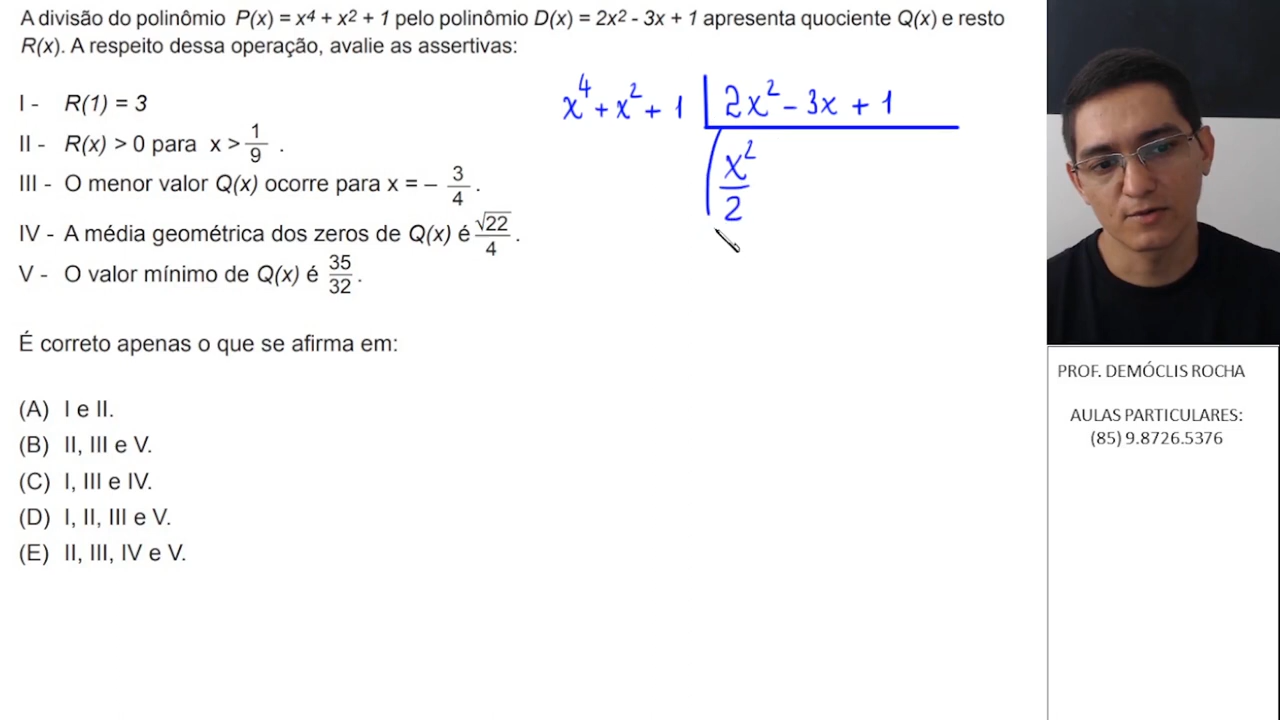 A divisão do polinômio P(x) = x4 + x2 + 1 pelo polinômio D(x) = 2x2 - 3x + 1 apresenta quociente Q(x) e resto
R(x). A respeito dessa operação, avalie as assertivas:
I - R(1) = 3
II - R(x) > 0 para x > 1/9 .
III - O menor valor Q(x) ocorre para x = – 3/4 .
IV - A média geométrica dos zeros de Q(x) é √22/4 .
V - O valor mínimo de Q(x) é 35/32 .
É correto apenas o que se afirma em:
(A) I e II.
(B) II, III e V.
(C) I, III e IV.
(D) I, II, III e V.
(E) II, III, IV e V.
x⁴ + x² + 1 | 2x² - 3x + 1
x²/2
PROF. DEMÓCLIS ROCHA
AULAS PARTICULARES:
(85) 9.8726.5376